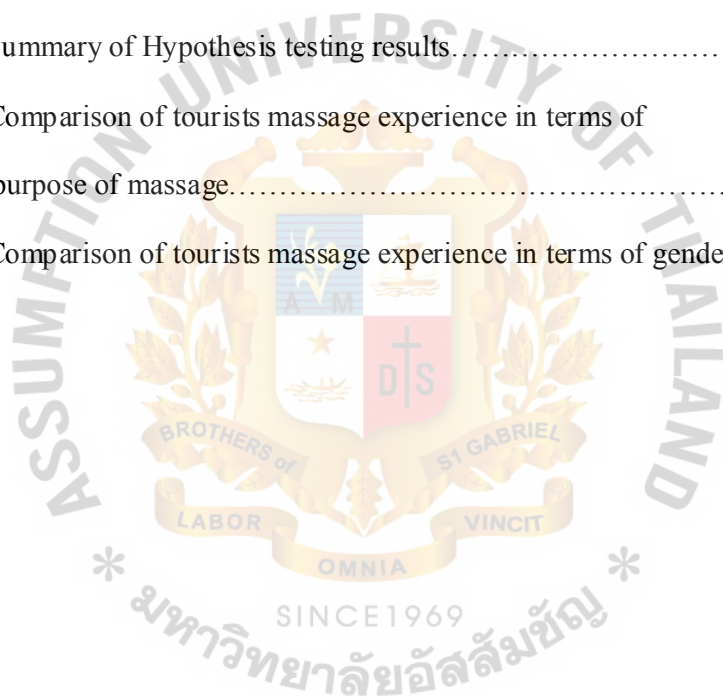 ummary of Hypothesis testing results……………………………
Comparison of tourists massage experience in terms of
purpose of massage……………………………………………
Comparison of tourists massage experience in terms of gende
ASSUMPTION UNIVERSITY OF THAILAND
A M
D S
BROTHERS of ST GABRIEL
LABOR
VINCIT
OMNIA
SINCE1969
* มหาวิทยาลัยอัสสัมชัญ *